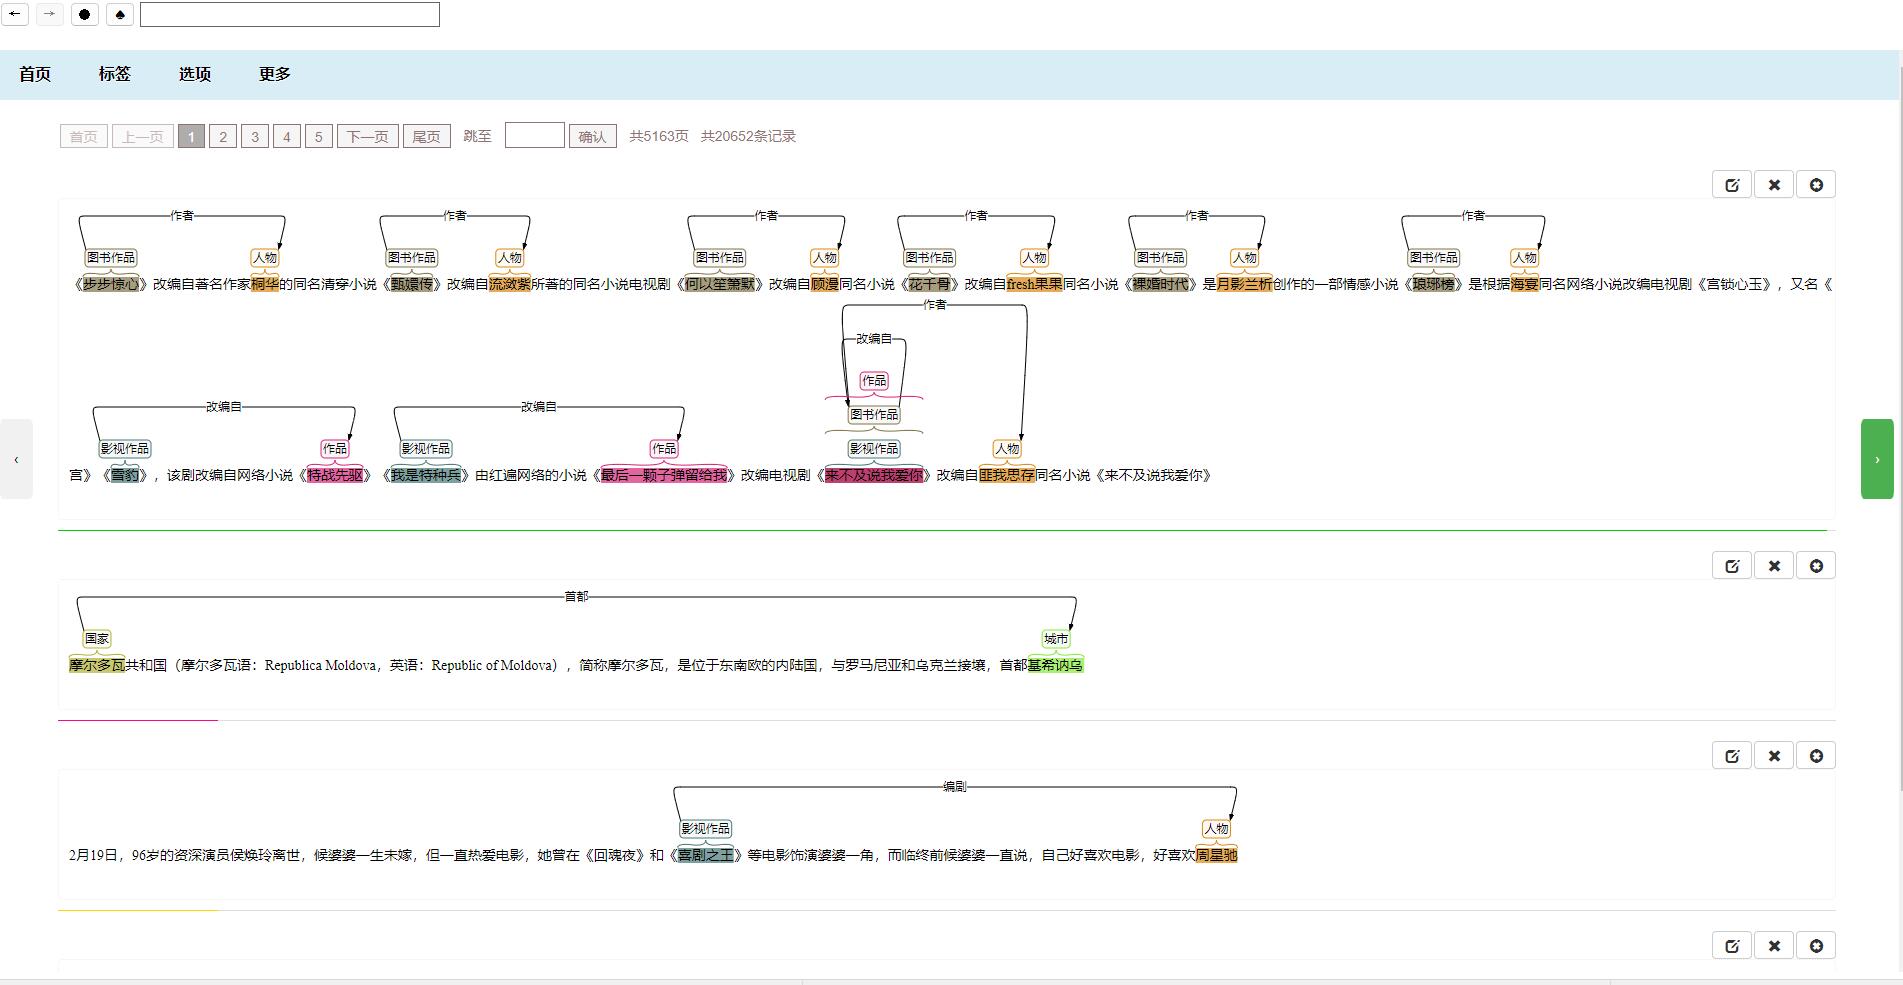 首页 标签 选项 更多
首页 上一页 1 2 3 4 5 下一页 尾页 跳至 确认 共5163页 共20652条记录
作者 作者 作者 作者 作者 作者
图书作品 人物 图书作品 人物 图书作品 人物 图书作品 人物 图书作品 人物 图书作品 人物
《步步惊心》改编自著名作家桐华的同名清穿小说《甄嬛传》改编自流潋紫所著的同名小说电视剧《何以笙箫默》改编自顾漫同名小说《花千骨》改编自fresh果果同名小说《裸婚时代》是月影兰析创作的一部情感小说《琅琊榜》是根据海宴同名网络小说改编电视剧《宫锁心玉》，又名《
作者
改编自
作品
改编自 改编自 图书作品
影视作品 作品 影视作品 作品 影视作品 人物
宫》《雪豹》，该剧改编自网络小说《特战先驱》《我是特种兵》由红遍网络的小说《最后一颗子弹留给我》改编电视剧《来不及说我爱你》改编自匪我思存同名小说《来不及说我爱你》
首都
国家 城市
摩尔多瓦共和国（摩尔多瓦语：Republica Moldova，英语：Republic of Moldova），简称摩尔多瓦，是位于东南欧的内陆国，与罗马尼亚和乌克兰接壤，首都基希讷乌
编剧
影视作品 人物
2月19日，96岁的资深演员侯焕玲离世，候婆婆一生未嫁，但一直热爱电影，她曾在《回魂夜》和《喜剧之王》等电影饰演婆婆一角，而临终前候婆婆一直说，自己好喜欢电影，好喜欢周星驰